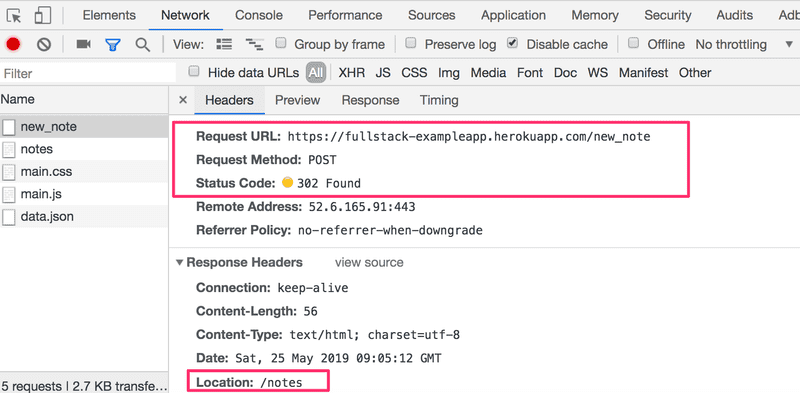 Elements Network Console Performance Sources Application Memory Security Audits Adb
View: Group by frame Preserve log Disable cache Offline No throttling
Filter Hide data URLs All XHR JS CSS Img Media Font Doc WS Manifest Other
Name × Headers Preview Response Timing
new_note
notes
main.css
main.js
data.json
Request URL: https://fullstack-exampleapp.herokuapp.com/new_note
Request Method: POST
Status Code: 302 Found
Remote Address: 52.6.165.91:443
Referrer Policy: no-referrer-when-downgrade
Response Headers view source
Connection: keep-alive
Content-Length: 56
Content-Type: text/html; charset=utf-8
Date: Sat, 25 May 2019 09:05:12 GMT
Location: /notes
5 requests | 2.7 KB transfe…